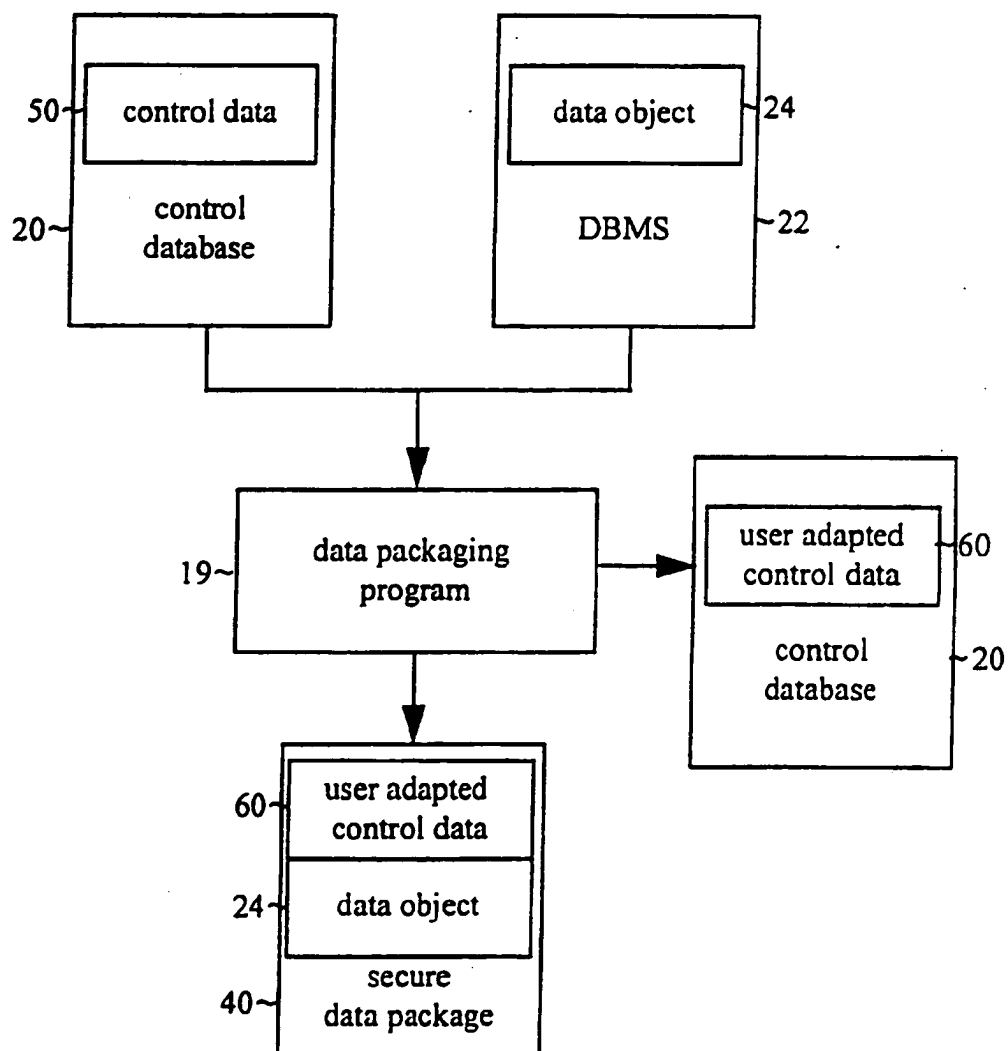 50~ control data
data object ~24
20~ control
database
DBMS ~22
19~ data packaging
program
user adapted ~60
control data
control ~20
database
60~ user adapted
control data
24~ data object
40~ secure
data package